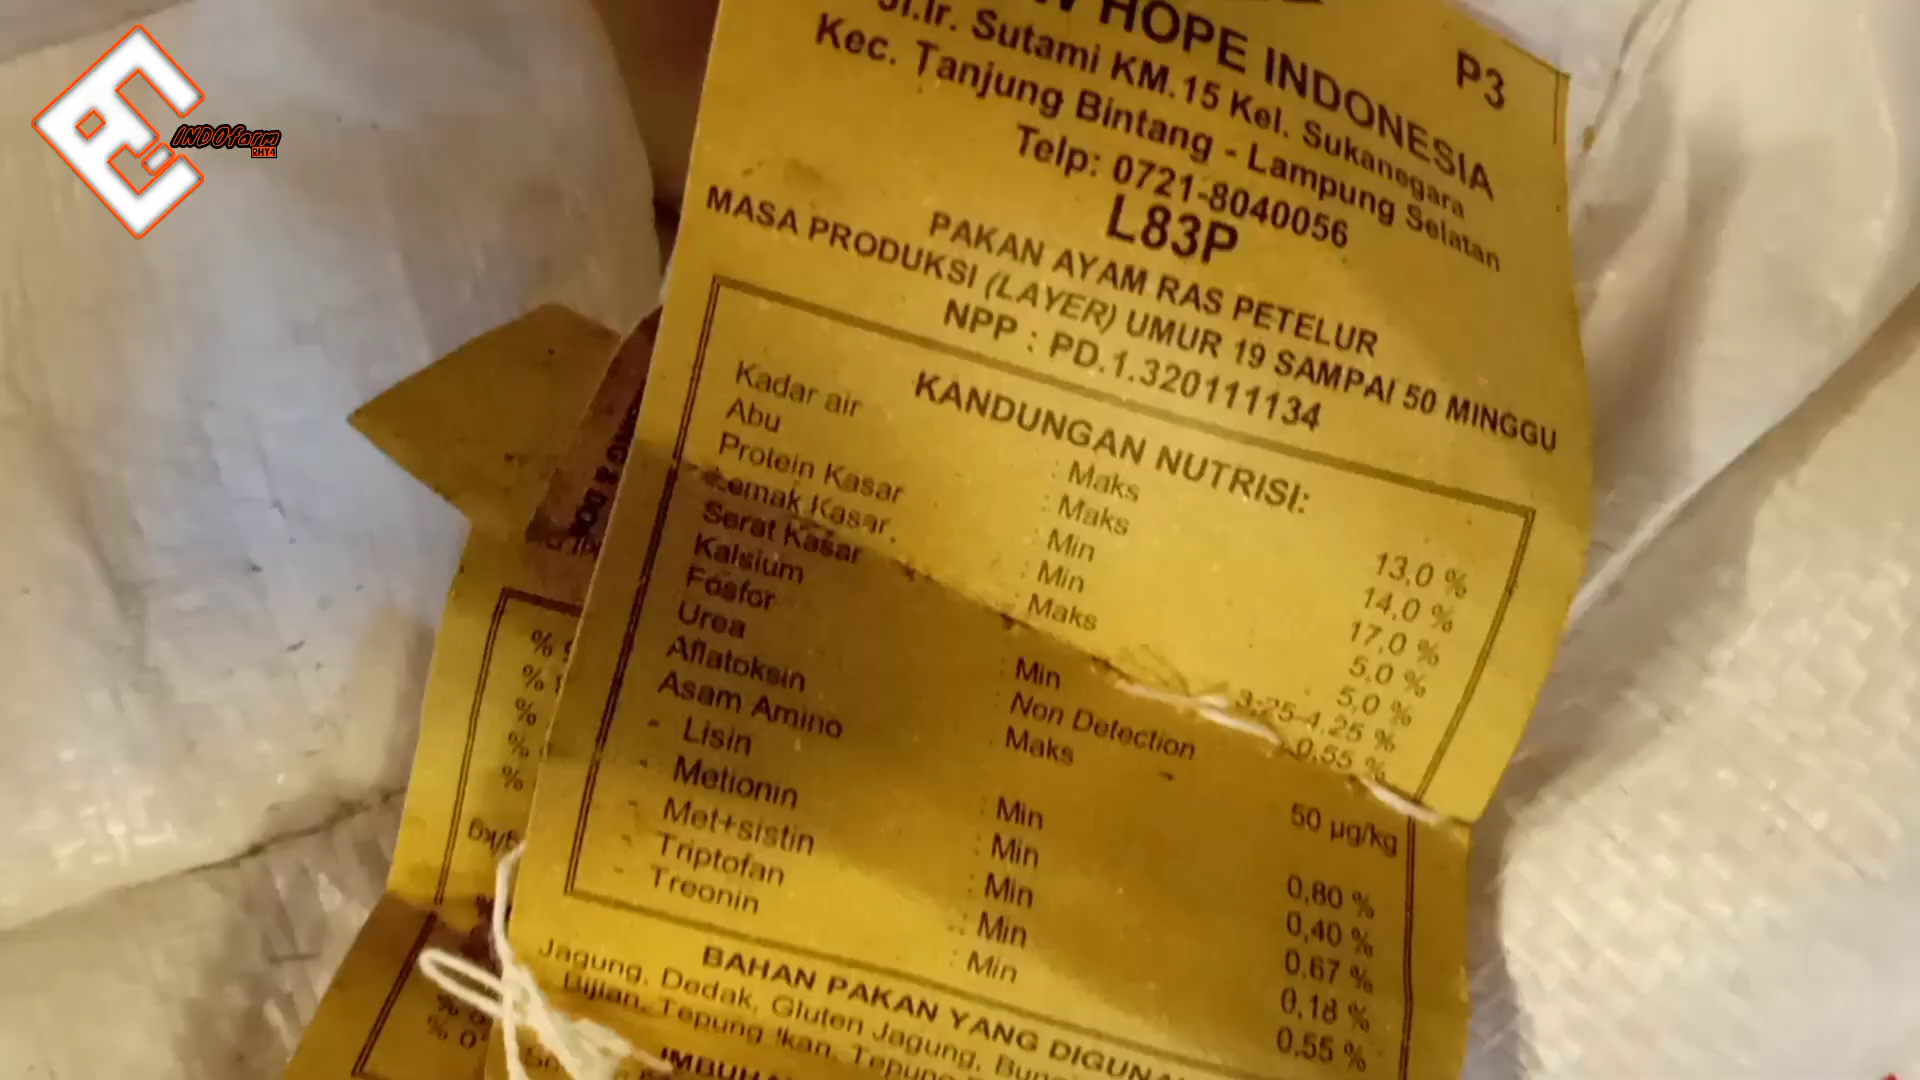 INDOfarm
RHY4
HOPE INDONESIA
P3
Jl.Ir. Sutami KM.15 Kel. Sukanegara
Kec. Tanjung Bintang - Lampung Selatan
Telp: 0721-8040056
L83P
PAKAN AYAM RAS PETELUR
MASA PRODUKSI (LAYER) UMUR 19 SAMPAI 50 MINGGU
NPP : PD.1.320111134
KANDUNGAN NUTRISI:
Kadar air : Maks 13,0 %
Abu : Maks 14,0 %
Protein Kasar : Min 17,0 %
Lemak Kasar : Min 5,0 %
Serat Kasar : Maks 5,0 %
Kalsium 3,25-4,25 %
Fosfor : Min 0,55 %
Urea : Non Detection -
Aflatoksin : Maks 50 µg/kg
Asam Amino
- Lisin : Min 0,80 %
- Metionin : Min 0,40 %
- Met+sistin : Min 0,67 %
- Triptofan : Min 0,18 %
- Treonin : Min 0,55 %
BAHAN PAKAN YANG
Jagung, Dedak, Gluten Jagung,
Bijian, Tepung Ikan, Tepung